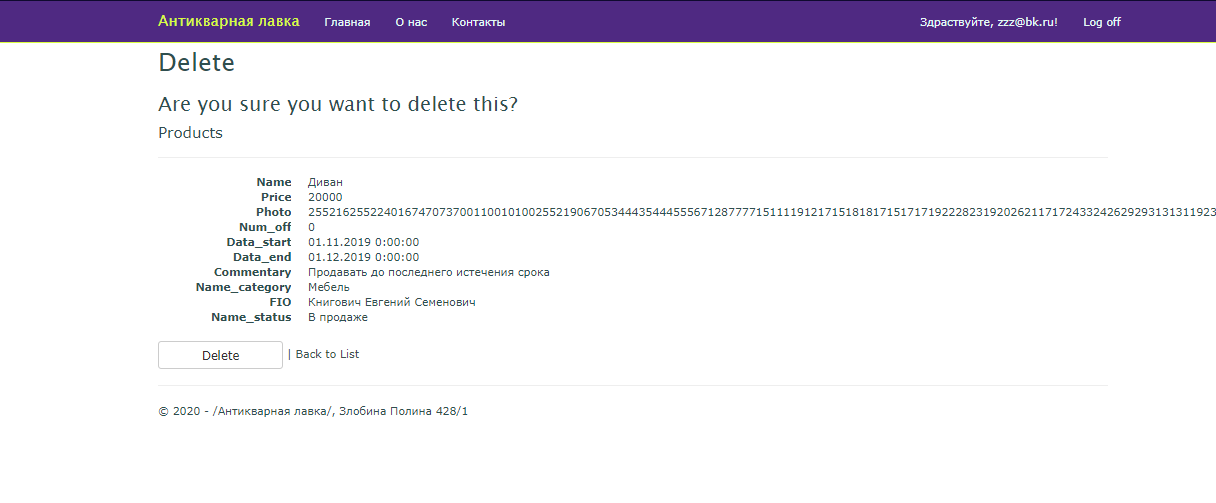 Антикварная лавка Главная О нас Контакты Здраствуйте, zzz@bk.ru! Log off
Delete
Are you sure you want to delete this?
Products
Name Диван
Price 20000
Photo 255216255224016747073700110010100255219067053444354445556712877771511119121715181817151717192228231920262117172433242629293131311923
Num_off 0
Data_start 01.11.2019 0:00:00
Data_end 01.12.2019 0:00:00
Commentary Продавать до последнего истечения срока
Name_category Мебель
FIO Книгович Евгений Семенович
Name_status В продаже
Delete | Back to List
© 2020 - /Антикварная лавка/, Злобина Полина 428/1